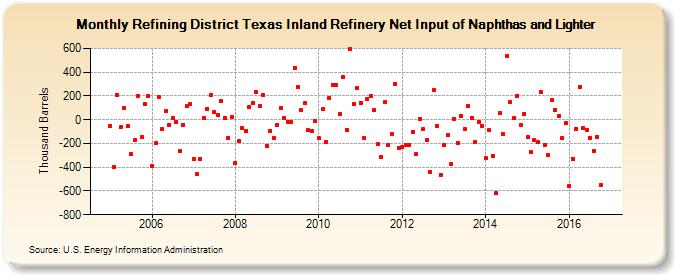 Monthly Refining District Texas Inland Refinery Net Input of Naphthas and Lighter
Thousand Barrels
600
400
200
0
-200
-400
-600
-800
2006 2008 2010 2012 2014 2016
Source: U.S. Energy Information Administration